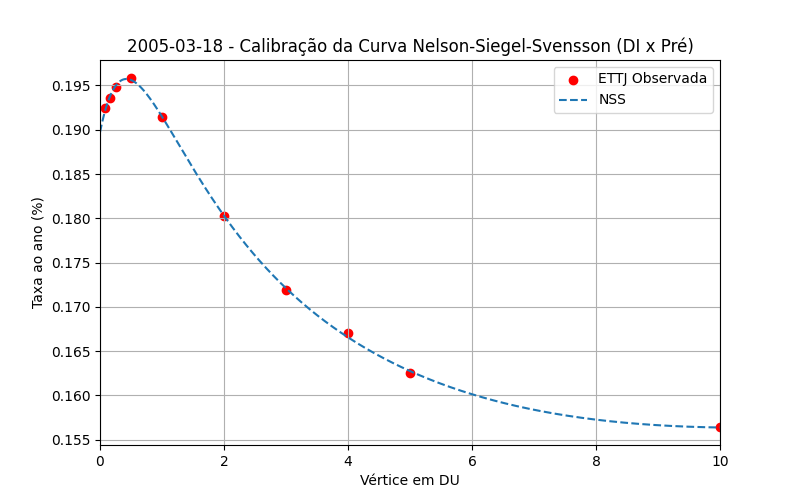 2005-03-18 - Calibração da Curva Nelson-Siegel-Svensson (DI x Pré)
ETTJ Observada
NSS
Taxa ao ano (%)
0.195
0.190
0.185
0.180
0.175
0.170
0.165
0.160
0.155
0 2 4 6 8 10
Vértice em DU